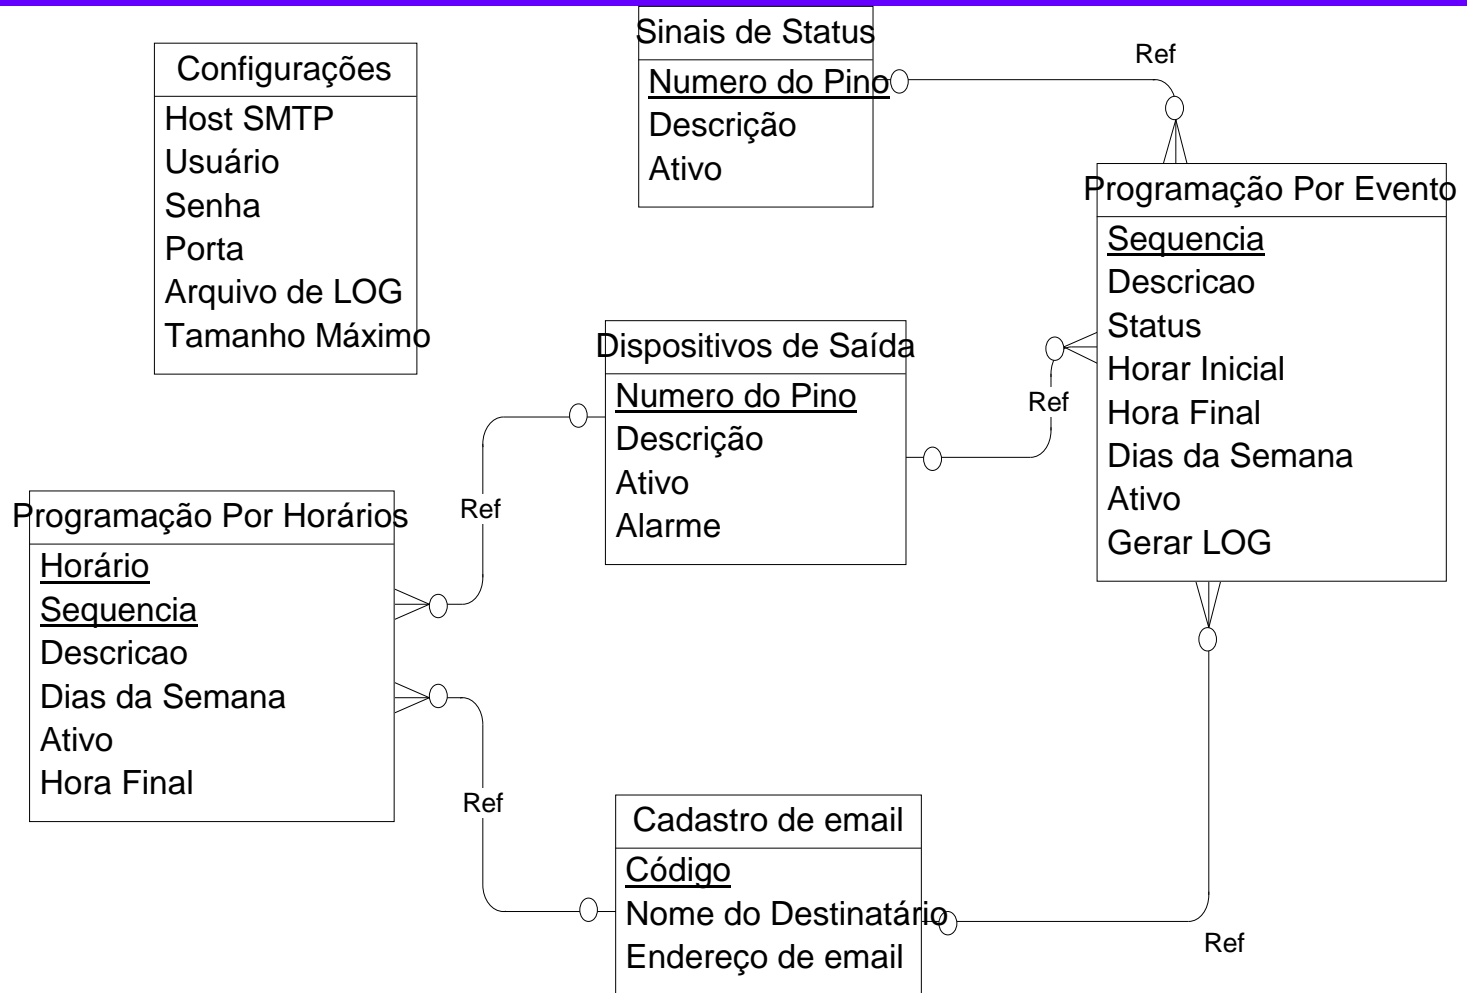 Configurações
Host SMTP
Usuário
Senha
Porta
Arquivo de LOG
Tamanho Máximo
Sinais de Status
Numero do Pino
Descrição
Ativo
Ref
Programação Por Evento
Sequencia
Descricao
Status
Horar Inicial
Hora Final
Dias da Semana
Ativo
Gerar LOG
Dispositivos de Saída
Numero do Pino
Descrição
Ativo
Alarme
Ref
Ref
Programação Por Horários
Horário
Sequencia
Descricao
Dias da Semana
Ativo
Hora Final
Ref
Cadastro de email
Código
Nome do Destinatário
Endereço de email
Ref